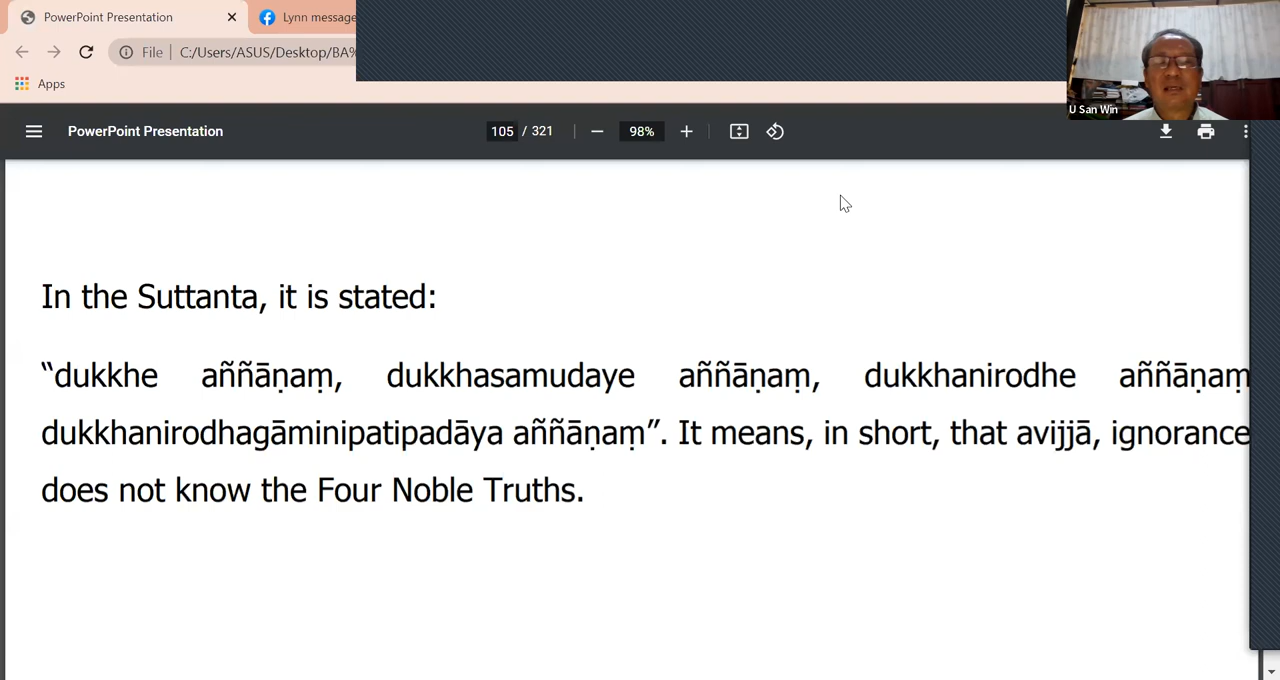 PowerPoint Presentation
Lynn message
File
C:/Users/ASUS/Desktop/BA%
Apps
U San Win
PowerPoint Presentation
105 / 321
98%
In the Suttanta, it is stated:
“dukkhe aññāṇaṃ, dukkhasamudaye aññāṇaṃ, dukkhanirodhe aññāṇaṃ
dukkhanirodhagāminipatipadāya aññāṇaṃ”. It means, in short, that avijjā, ignorance
does not know the Four Noble Truths.